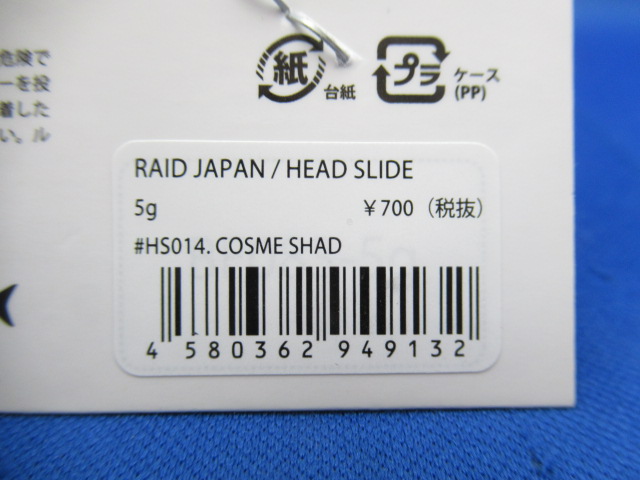 危険で
ーを投
着した
い。ル
紙
台紙
プラ
ケース
(PP)
RAID JAPAN / HEAD SLIDE
5g
￥700（税抜）
#HS014. COSME SHAD
4 580362 949132